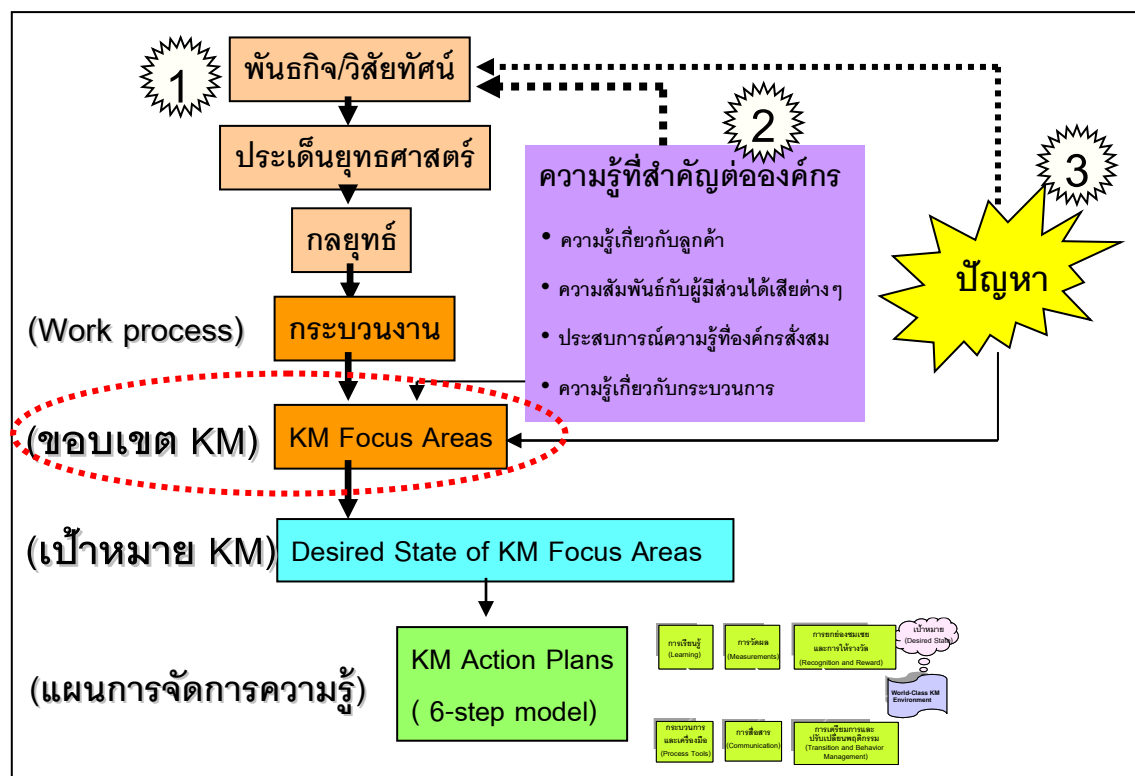 1
พันธกิจ/วิสัยทัศน์
ประเด็นยุทธศาสตร์
กลยุทธ์
(Work process)
กระบวนงาน
2
ความรู้ที่สำคัญต่อองค์กร
• ความรู้เกี่ยวกับลูกค้า
• ความสัมพันธ์กับผู้มีส่วนได้เสียต่างๆ
• ประสบการณ์ความรู้ที่องค์กรสั่งสม
• ความรู้เกี่ยวกับกระบวนการ
3
ปัญหา
(ขอบเขต KM)
KM Focus Areas
(เป้าหมาย KM)
Desired State of KM Focus Areas
(แผนการจัดการความรู้)
KM Action Plans
( 6-step model)
การเรียนรู้
(Learning)
การวัดผล
(Measurements)
การยกย่องชมเชย
และการให้รางวัล
(Recognition and Reward)
เป้าหมาย
(Desired State)
World-Class KM
Environment
กระบวนการ
และเครื่องมือ
(Process Tools)
การสื่อสาร
(Communication)
การเตรียมการและ
ปรับเปลี่ยนพฤติกรรม
(Transition and Behavior
Management)